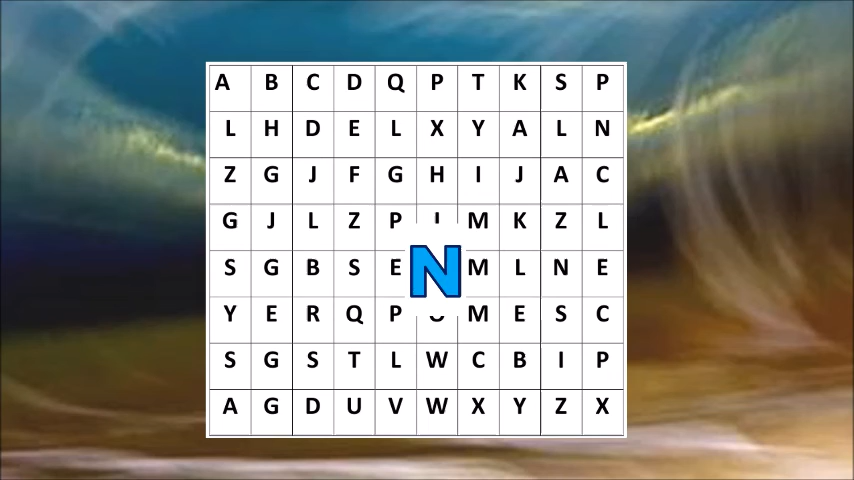 A B C D Q P T K S P
L H D E L X Y A L N
Z G J F G H I J A C
G J L Z P M K Z L
S G B S E N M L N E
Y E R Q P M E S C
S G S T L W C B I P
A G D U V W X Y Z X